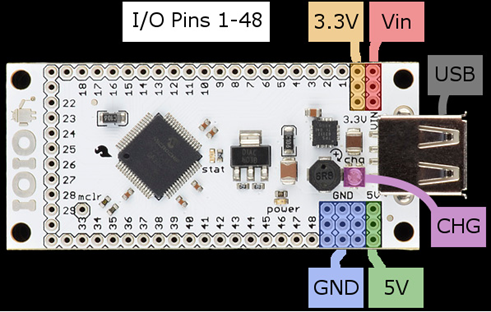 I/O Pins 1-48
3.3V
Vin
USB
18 17 16 15 14 13 12 11 10 9 8 7 6 5 4 3 2 1
3.3V
VIN
22
23
24
25
26
27
28
29
IOIO
stat
chg
SRB
mclr
power
GND
5V
33 34 35 36 37 38 39 40 41 42 43 44 45 46 47 48
CHG
GND
5V